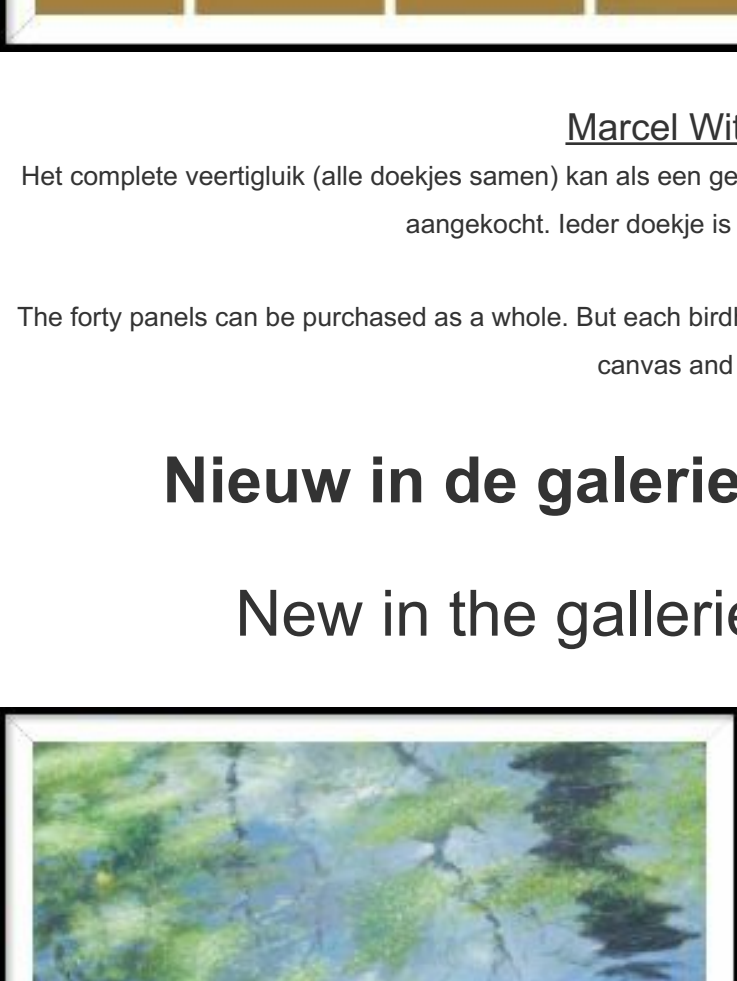 Marcel Wit
Het complete veertigluik (alle doekjes samen) kan als een ge
aangekocht. Ieder doekje is
The forty panels can be purchased as a whole. But each birdh
canvas and
Nieuw in de galerie
New in the gallerie